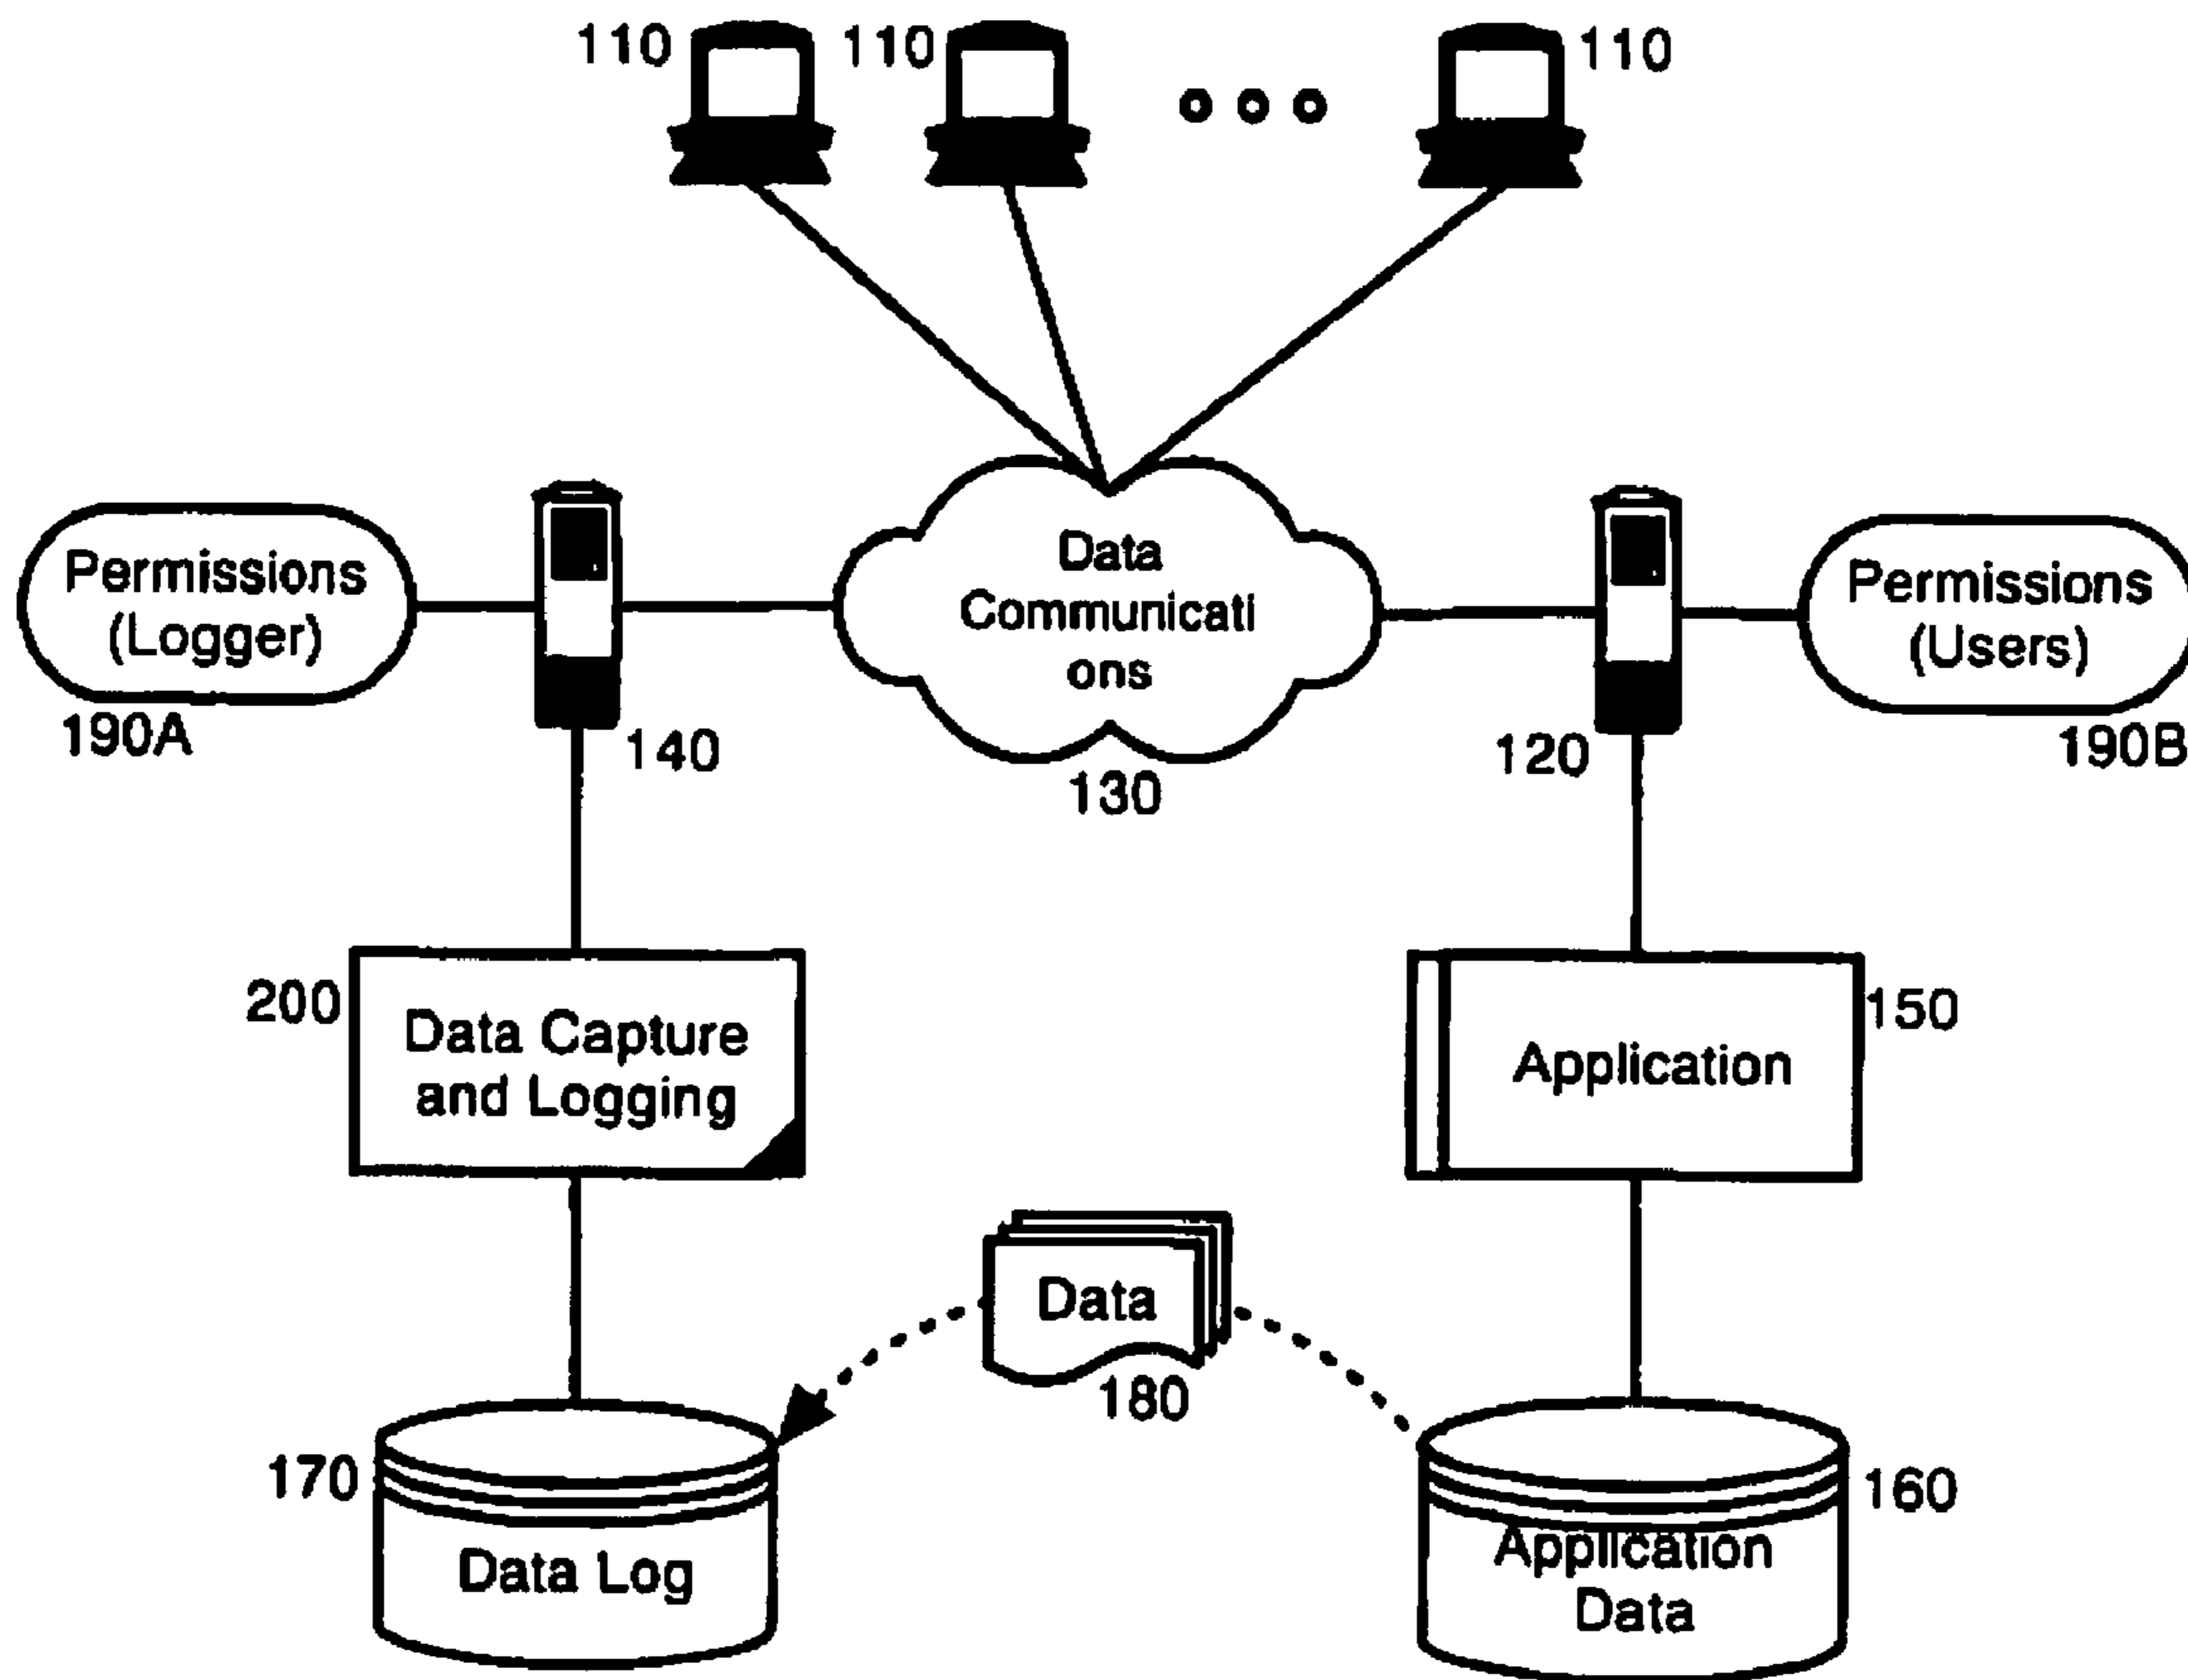 110
110
110
Permissions
(Logger)
190A
140
Data
Communicati
ons
130
120
Permissions
(Users)
190B
200
Data Capture
and Logging
Application
150
Data
180
170
Data Log
160
Application
Data